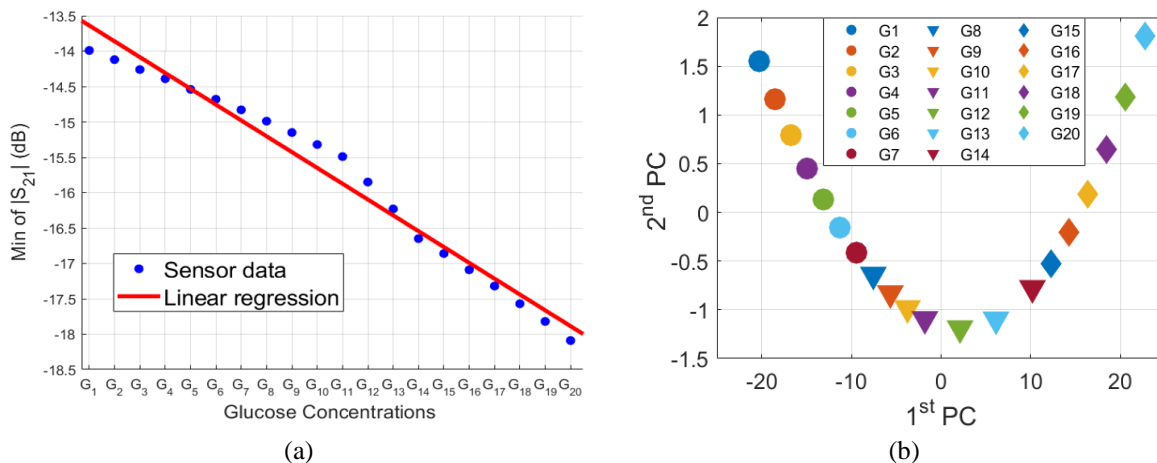 -13.5
-14
-14.5
-15
-15.5
-16
-16.5
-17
-17.5
-18
-18.5
Min of |S21| (dB)
Sensor data
Linear regression
G1 G2 G3 G4 G5 G6 G7 G8 G9 G10 G11 G12 G13 G14 G15 G16 G17 G18 G19 G20
Glucose Concentrations
(a)
2
1.5
1
0.5
0
-0.5
-1
-1.5
2nd PC
G1 G8 G15
G2 G9 G16
G3 G10 G17
G4 G11 G18
G5 G12 G19
G6 G13 G20
G7 G14
-20 -10 0 10 20
1st PC
(b)